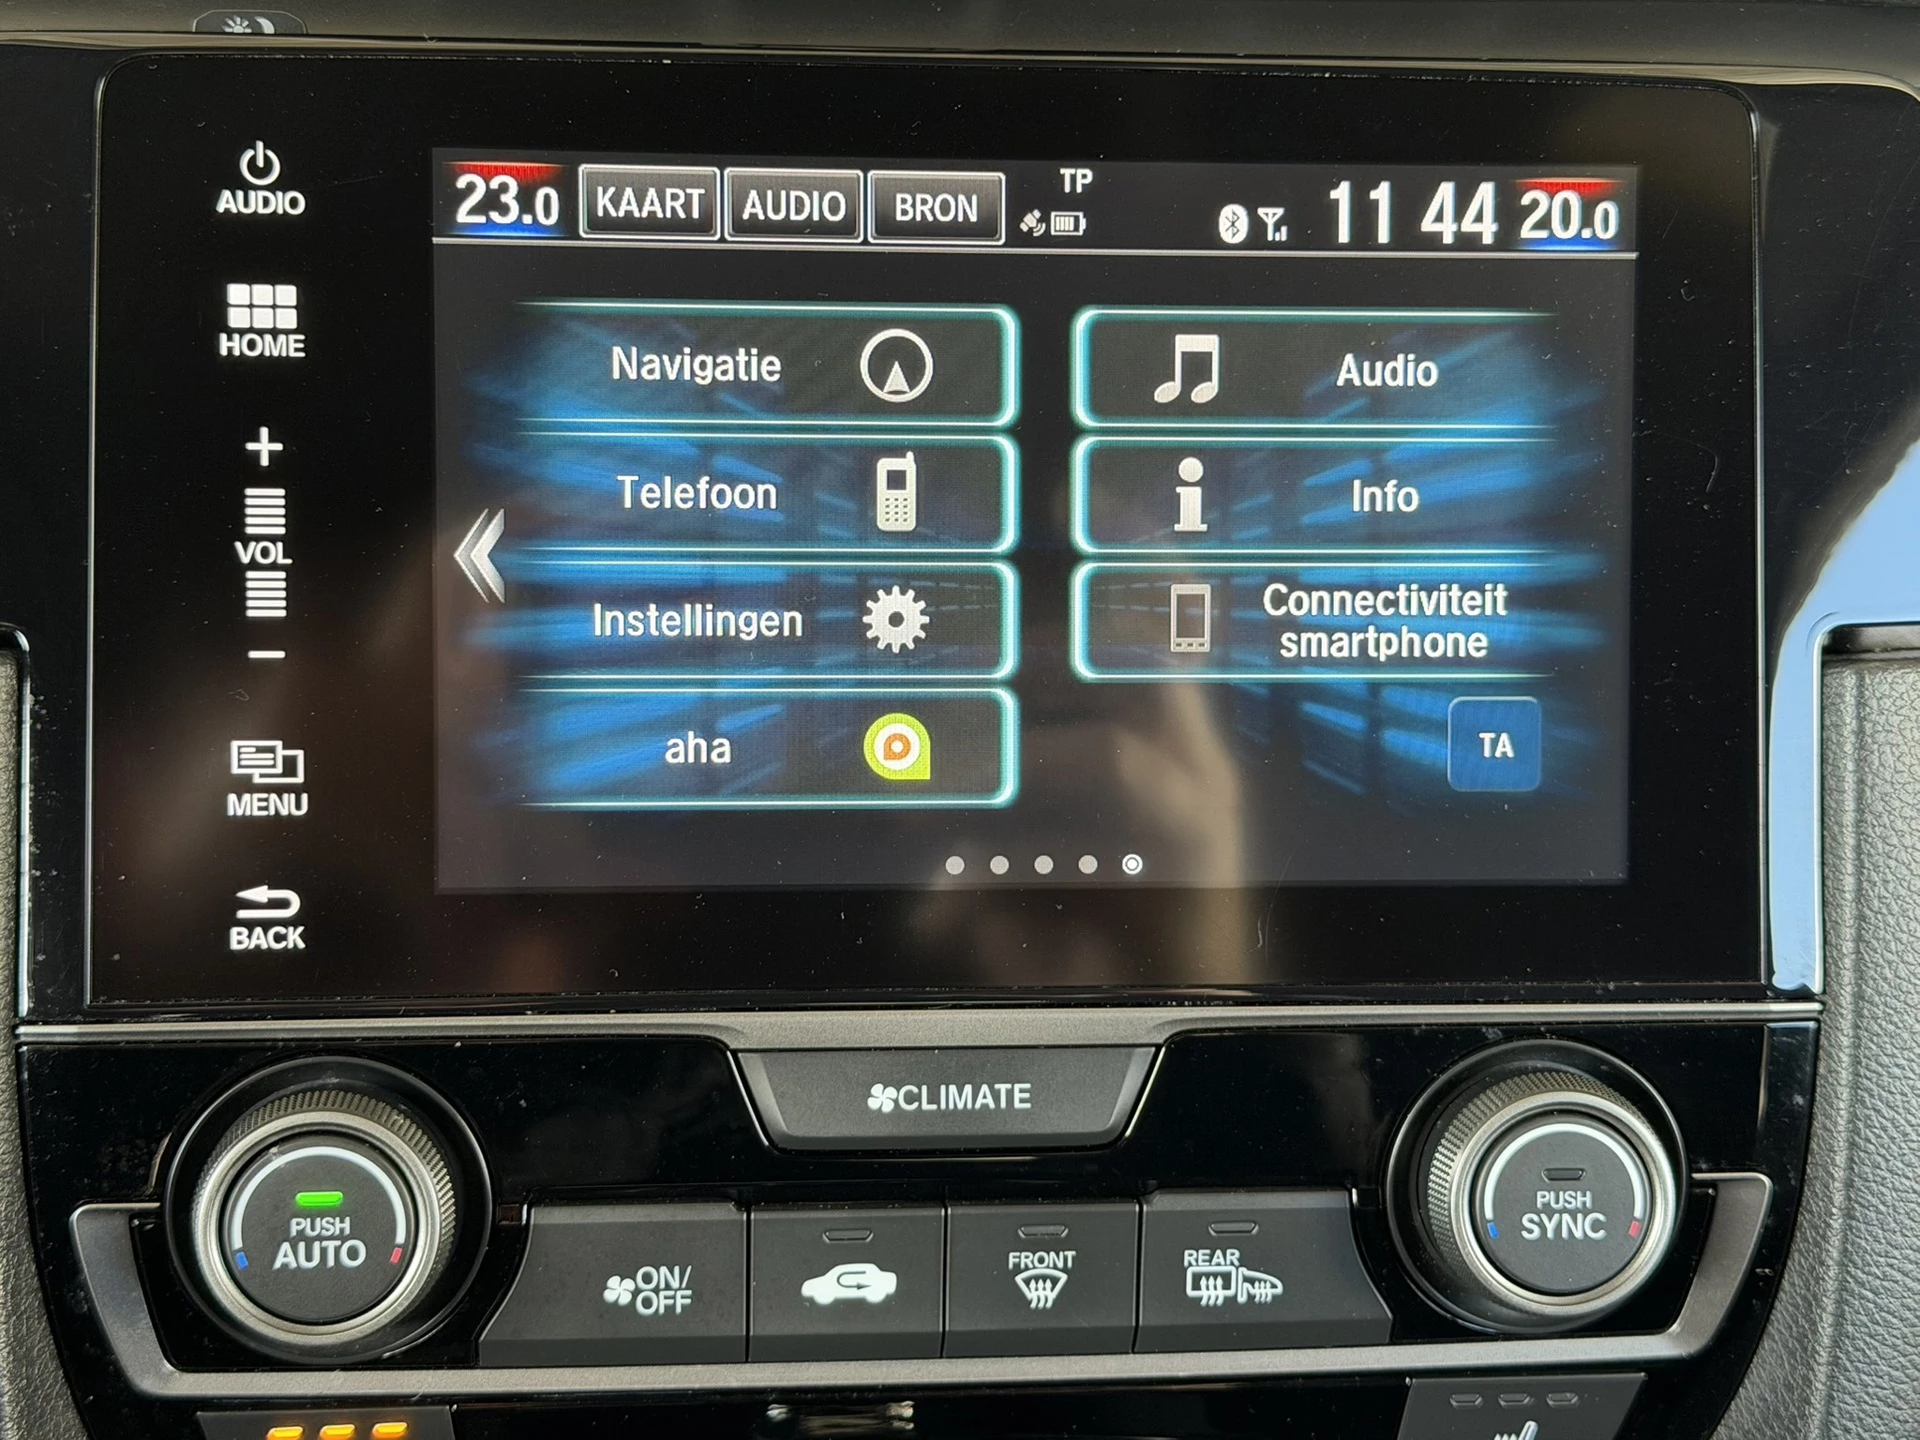 AUDIO
HOME
+
VOL
−
MENU
BACK
23.0 KAART AUDIO BRON TP 11 44 20.0
Navigatie
Audio
Telefoon
Info
Instellingen
Connectiviteit
smartphone
aha
TA
CLIMATE
PUSH
AUTO
ON/
OFF
FRONT
REAR
PUSH
SYNC